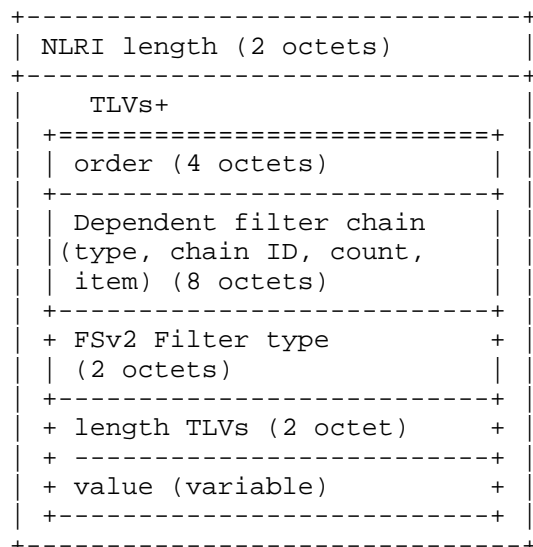 NLRI length (2 octets)
TLVs+
order (4 octets)
Dependent filter chain
(type, chain ID, count,
item) (8 octets)
+ FSv2 Filter type +
(2 octets)
+ length TLVs (2 octet) +
+ value (variable) +